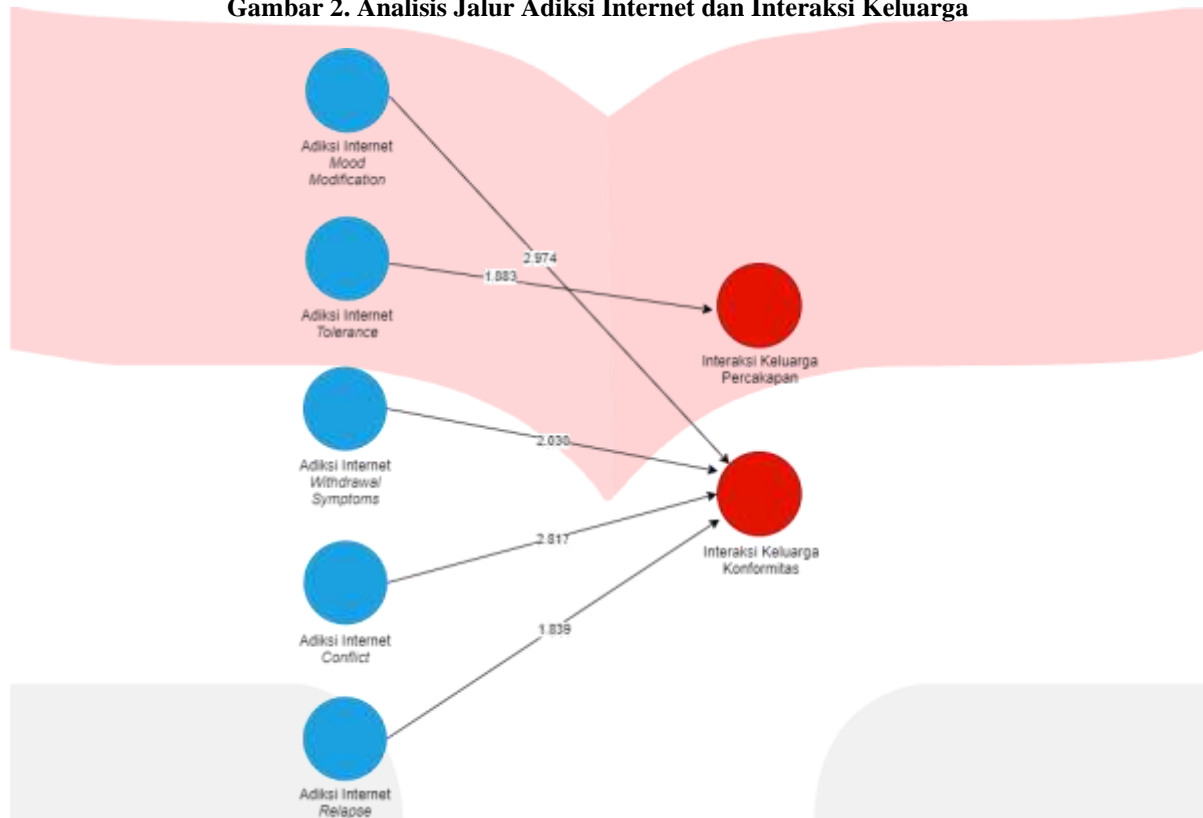 Gambar 2. Analisis Jalur Adiksi Internet dan Interaksi Keluarga
Adiksi Internet
Mood
Modification
2.974
Adiksi Internet
Tolerance
1.883
Interaksi Keluarga
Percakapan
Adiksi Internet
Withdrawal
Symptoms
2.030
Interaksi Keluarga
Konformitas
Adiksi Internet
Conflict
2.817
1.839
Adiksi Internet
Relapse